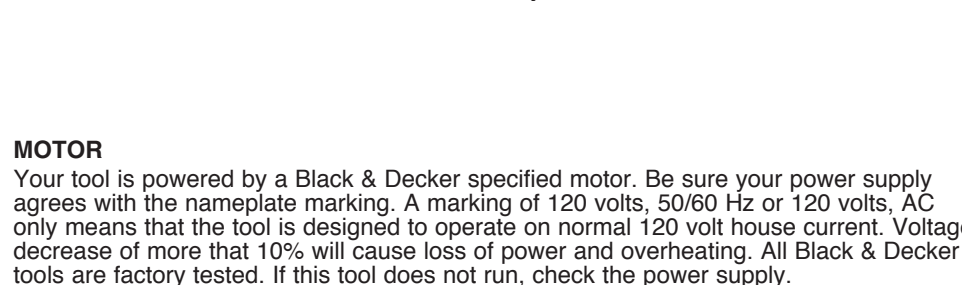 MOTOR
Your tool is powered by a Black & Decker specified motor. Be sure your power supply
agrees with the nameplate marking. A marking of 120 volts, 50/60 Hz or 120 volts, AC
only means that the tool is designed to operate on normal 120 volt house current. Voltage
decrease of more that 10% will cause loss of power and overheating. All Black & Decker
tools are factory tested. If this tool does not run, check the power supply.